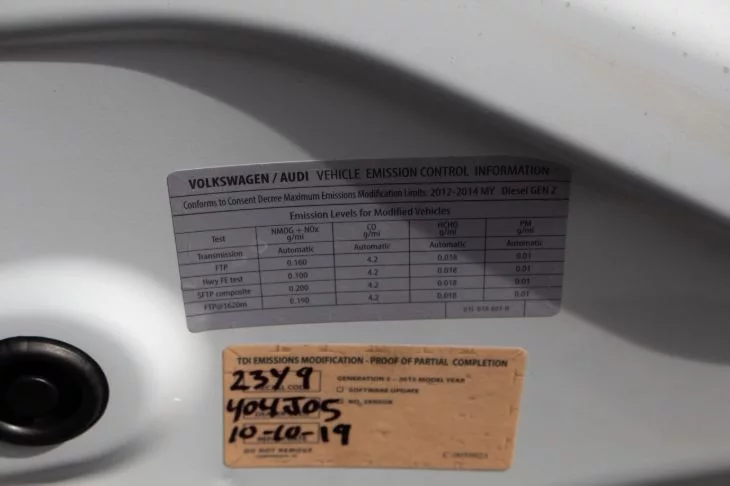 VOLKSWAGEN / AUDI VEHICLE EMISSION CONTROL INFORMATION
Conforms to Consent Decree Maximum Emissions Modification Limits: 2012-2014 MY Diesel GEN 2
Emission Levels for Modified Vehicles
Test NMOG + NOx g/mi CO g/mi HCHO g/mi PM g/mi
Transmission Automatic Automatic Automatic Automatic
FTP 0.160 4.2 0.018 0.01
Hwy FE test 0.100 4.2 0.018 0.01
SFTP composite 0.200 4.2 0.018 0.01
FTP@1620m 0.190 4.2 0.018 0.01
TDI EMISSIONS MODIFICATION - PROOF OF PARTIAL COMPLETION
23Y9
CODE
GENERATION 2 - 2013 MODEL YEAR
SOFTWARE UPDATE
404J05
NO SENSOR
10-10-19
DO NOT REMOVE